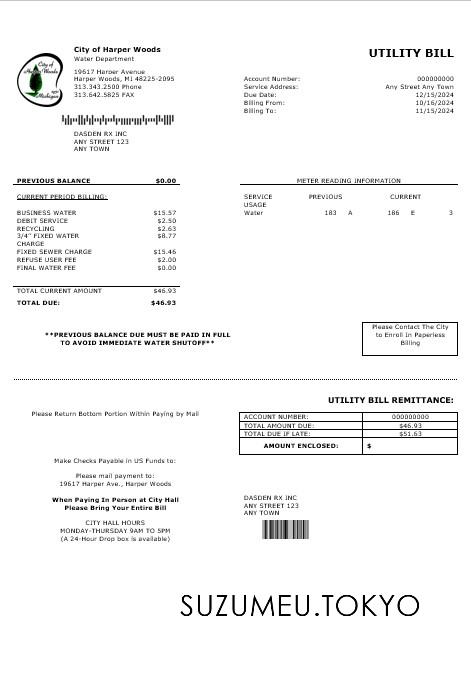 City of Harper Woods
Water Department
19617 Harper Avenue
Harper Woods, MI 48225-2095
313.343.2500 Phone
313.642.5825 FAX
City of
Harper Woods
Michigan
DASDEN RX INC
ANY STREET 123
ANY TOWN
UTILITY BILL
Account Number: 000000000
Service Address: Any Street Any Town
Due Date: 12/15/2024
Billing From: 10/16/2024
Billing To: 11/15/2024
PREVIOUS BALANCE $0.00
CURRENT PERIOD BILLING:
BUSINESS WATER $15.57
DEBIT SERVICE $2.50
RECYCLING $2.63
3/4" FIXED WATER $8.77
CHARGE
FIXED SEWER CHARGE $15.46
REFUSE USER FEE $2.00
FINAL WATER FEE $0.00
TOTAL CURRENT AMOUNT $46.93
TOTAL DUE: $46.93
METER READING INFORMATION
SERVICE PREVIOUS CURRENT
USAGE
Water 183 A 186 E 3
**PREVIOUS BALANCE DUE MUST BE PAID IN FULL
TO AVOID IMMEDIATE WATER SHUTOFF**
Please Contact The City
to Enroll In Paperless
Billing
UTILITY BILL REMITTANCE:
Please Return Bottom Portion Within Paying by Mail
ACCOUNT NUMBER: 000000000
TOTAL AMOUNT DUE: $46.93
TOTAL DUE IF LATE: $51.63
AMOUNT ENCLOSED: $
Make Checks Payable in US Funds to:
Please mail payment to:
19617 Harper Ave., Harper Woods
When Paying In Person at City Hall
Please Bring Your Entire Bill
CITY HALL HOURS
MONDAY-THURSDAY 9AM TO 5PM
(A 24-Hour Drop box is available)
DASDEN RX INC
ANY STREET 123
ANY TOWN
SUZUMEU.TOKYO